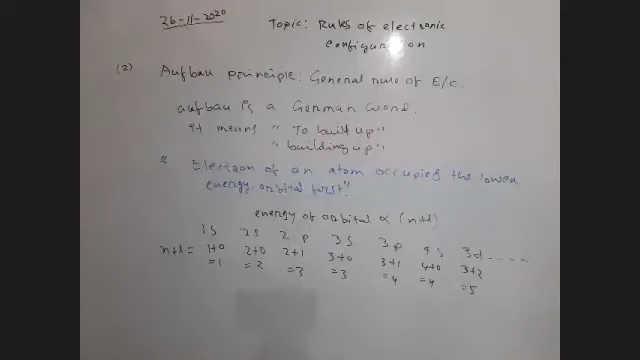 26-11-2020
Topic: Rules of electronic
configuration
(2) Aufbau principle: General rule of E/c.
aufbau is a German word.
it means " To built up"
" building up"
" Electron of an atom occupies the lower
energy orbital first".
energy of orbital ∝ (n+l)
1s 2s 2p 3s 3p 4s 3d ........
n+l = 1+0 2+0 2+1 3+0 3+1 4+0 3+2
=1 =2 =3 =3 =4 =4 =5